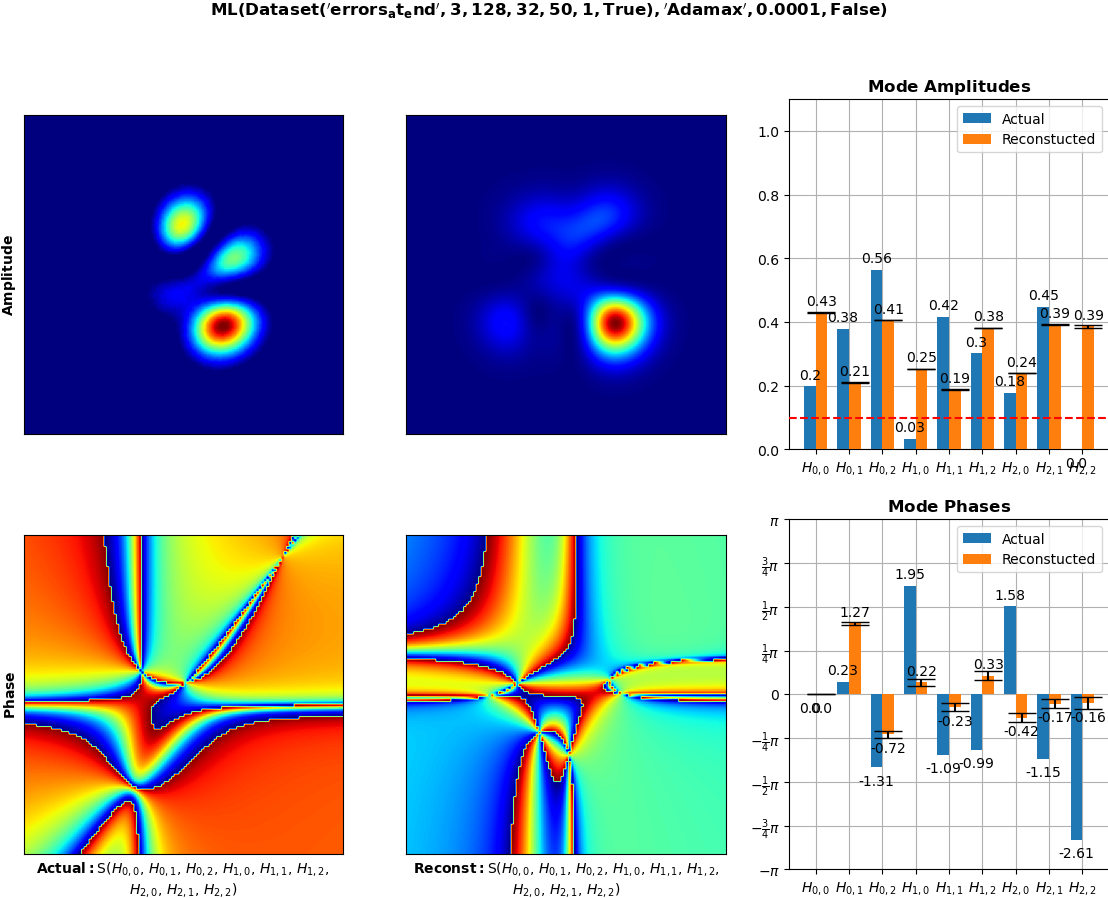 ML(Dataset('errors_at_end', 3, 128, 32, 50, 1, True), 'Adamax', 0.0001, False)
Mode Amplitudes
Amplitude
1.0
0.8
0.6
0.4
0.2
0.0
Actual
Reconstucted
0.2 0.43 0.38 0.21 0.56 0.41 0.03 0.25 0.42 0.19 0.3 0.38 0.18 0.24 0.45 0.39 0.0 0.39
H0,0 H0,1 H0,2 H1,0 H1,1 H1,2 H2,0 H2,1 H2,2
Mode Phases
Phase
π
3/4π
1/2π
1/4π
0
−1/4π
−1/2π
−3/4π
−π
Actual
Reconstucted
0.0 0.0 0.23 1.27 -1.31 -0.72 1.95 0.22 -1.09 -0.23 -0.99 0.33 1.58 -0.42 -1.15 -0.17 -2.61 -0.16
H0,0 H0,1 H0,2 H1,0 H1,1 H1,2 H2,0 H2,1 H2,2
Actual: S(H0,0, H0,1, H0,2, H1,0, H1,1, H1,2,
H2,0, H2,1, H2,2)
Reconst: S(H0,0, H0,1, H0,2, H1,0, H1,1, H1,2,
H2,0, H2,1, H2,2)